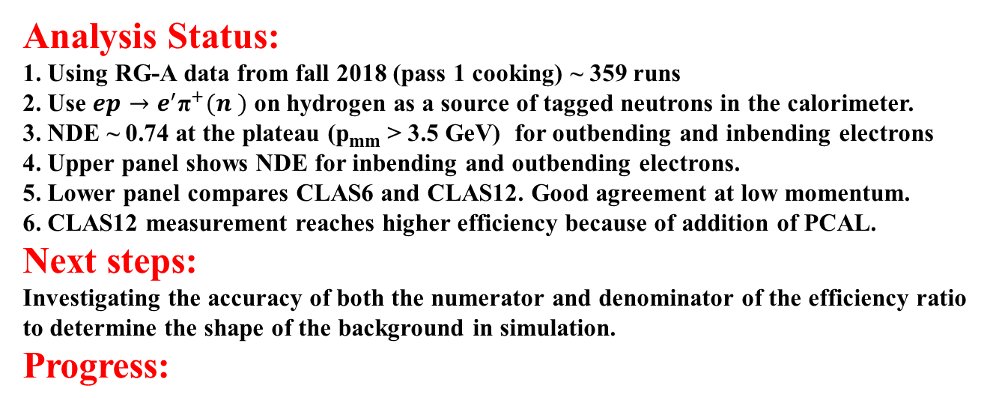 Analysis Status:
1. Using RG-A data from fall 2018 (pass 1 cooking) ~ 359 runs
2. Use 𝒆𝒑 → 𝒆′𝝅⁺(𝒏 ) on hydrogen as a source of tagged neutrons in the calorimeter.
3. NDE ~ 0.74 at the plateau (pmm > 3.5 GeV) for outbending and inbending electrons
4. Upper panel shows NDE for inbending and outbending electrons.
5. Lower panel compares CLAS6 and CLAS12. Good agreement at low momentum.
6. CLAS12 measurement reaches higher efficiency because of addition of PCAL.
Next steps:
Investigating the accuracy of both the numerator and denominator of the efficiency ratio
to determine the shape of the background in simulation.
Progress: